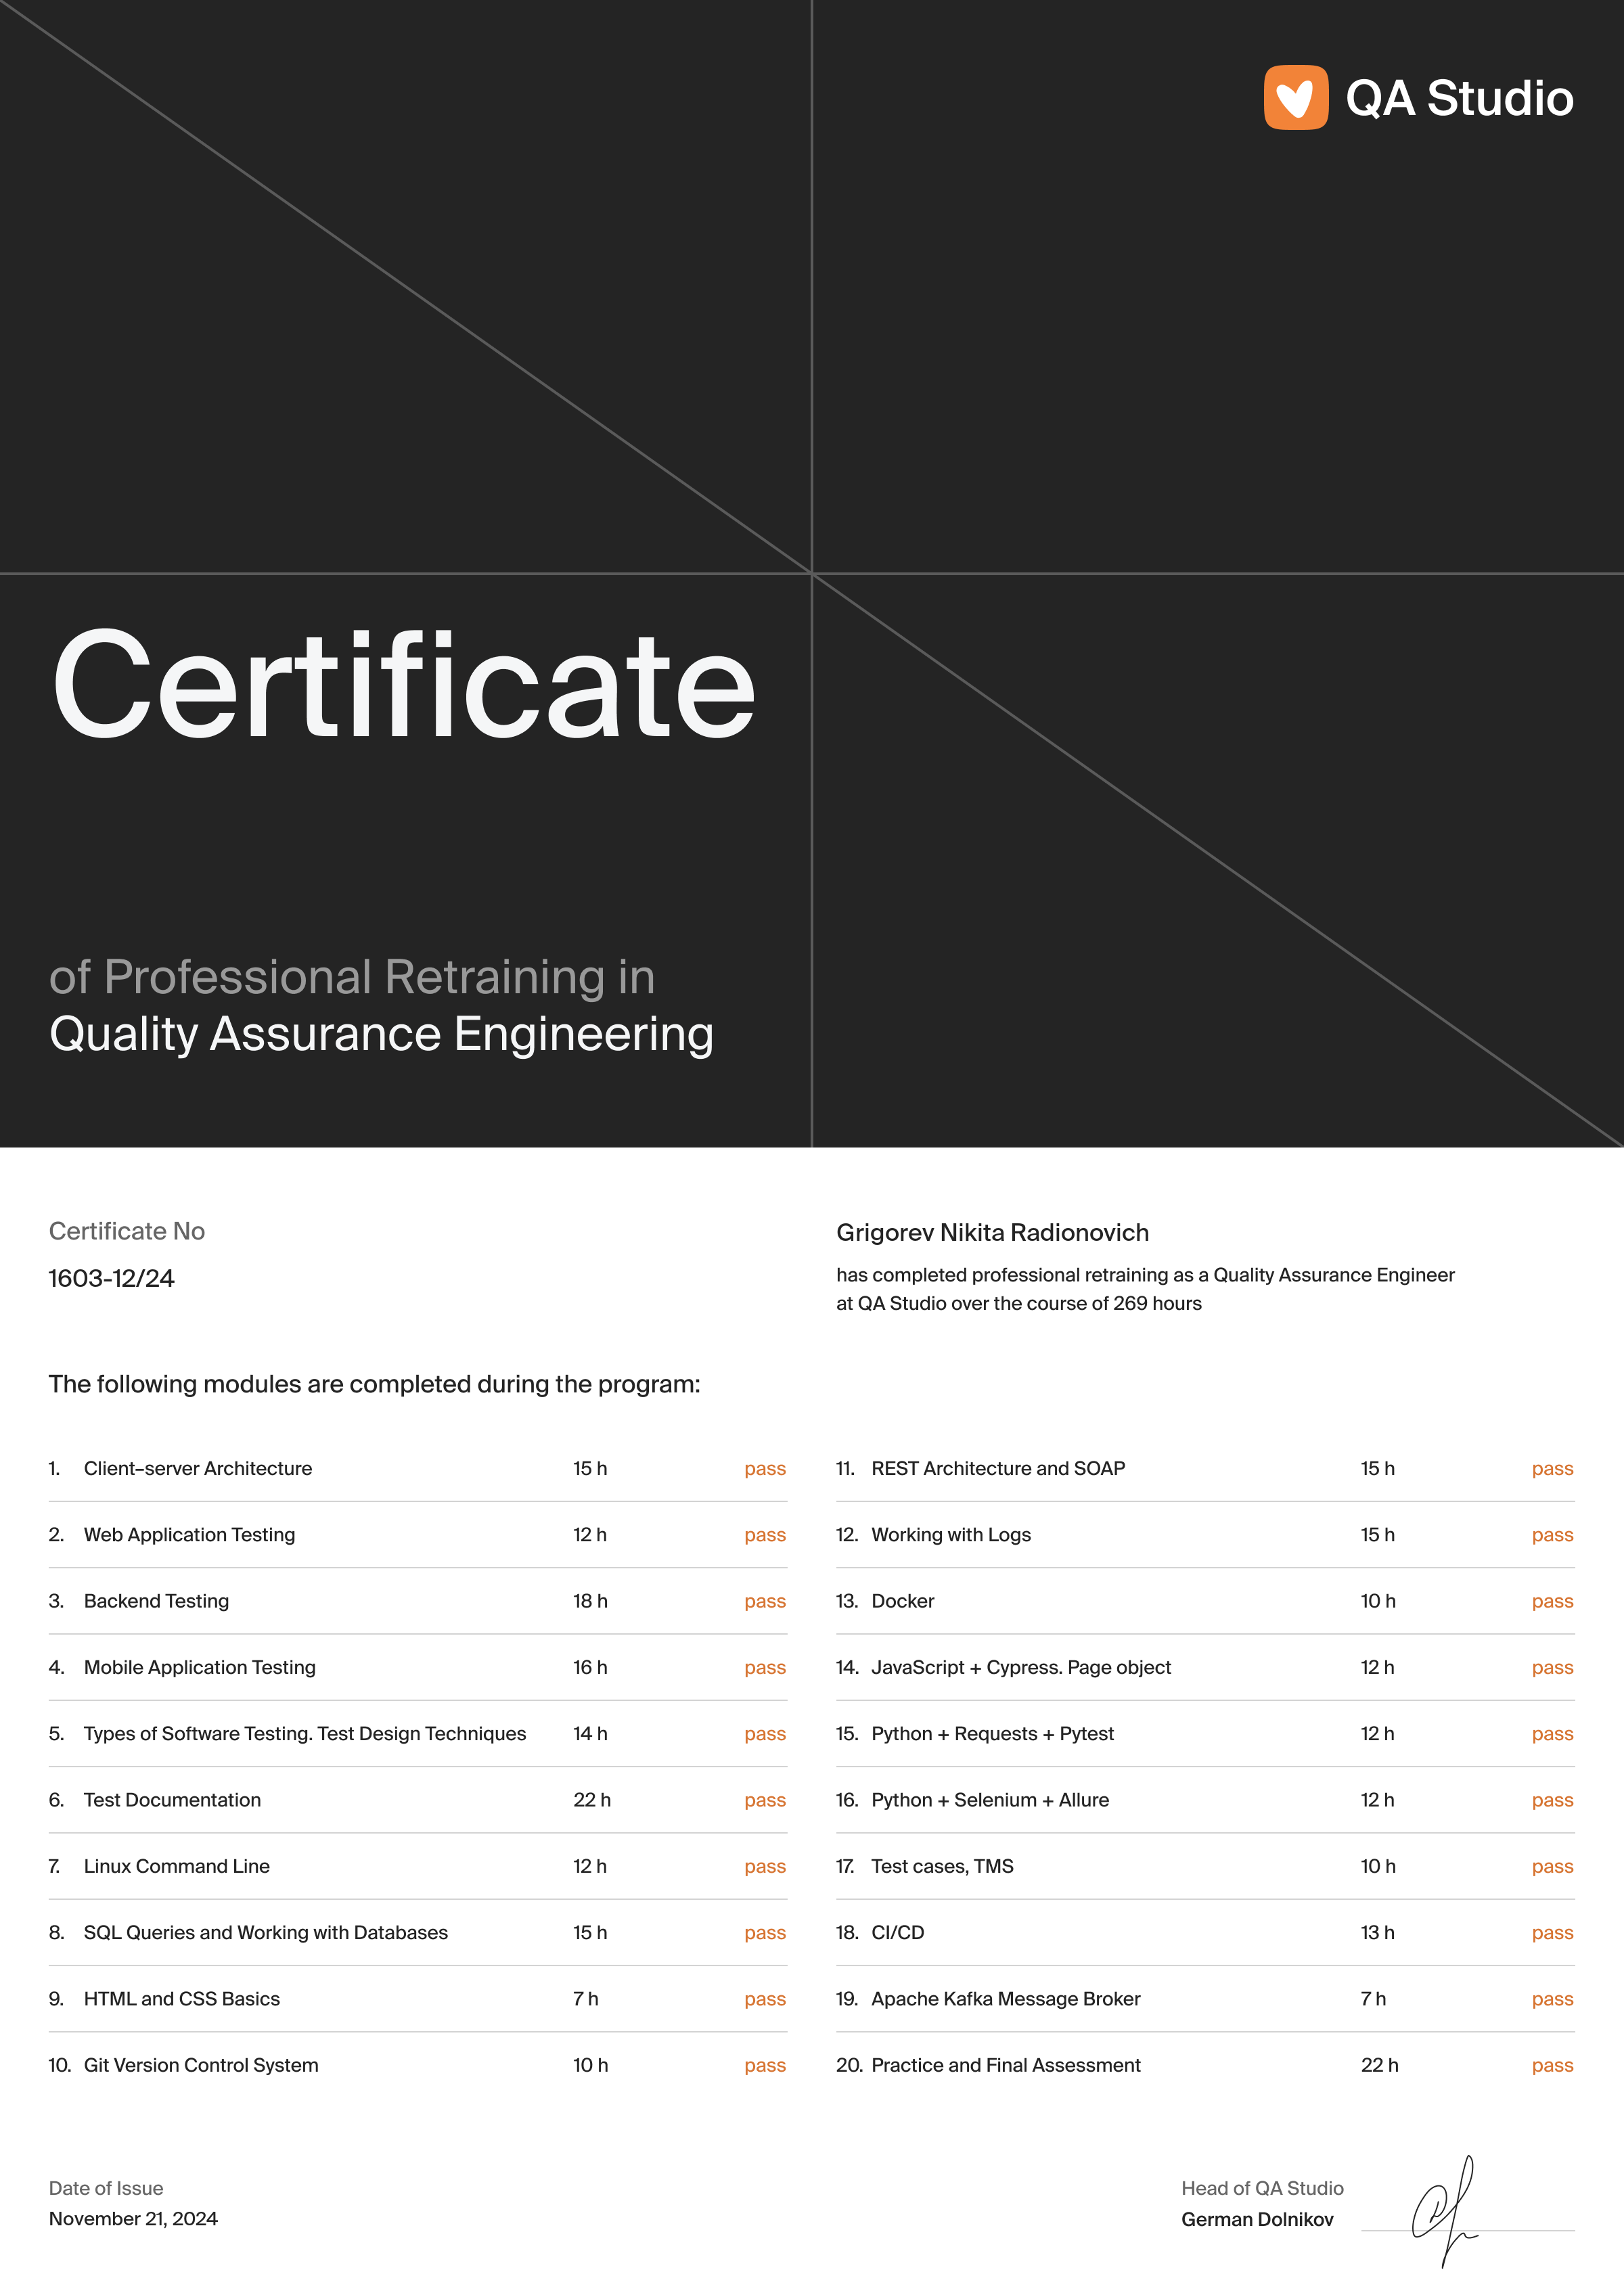 QA Studio
Certificate
of Professional Retraining in
Quality Assurance Engineering
Certificate No
1603-12/24
Grigorev Nikita Radionovich
has completed professional retraining as a Quality Assurance Engineer
at QA Studio over the course of 269 hours
The following modules are completed during the program:
1. Client–server Architecture 15 h pass
2. Web Application Testing 12 h pass
3. Backend Testing 18 h pass
4. Mobile Application Testing 16 h pass
5. Types of Software Testing. Test Design Techniques 14 h pass
6. Test Documentation 22 h pass
7. Linux Command Line 12 h pass
8. SQL Queries and Working with Databases 15 h pass
9. HTML and CSS Basics 7 h pass
10. Git Version Control System 10 h pass
11. REST Architecture and SOAP 15 h pass
12. Working with Logs 15 h pass
13. Docker 10 h pass
14. JavaScript + Cypress. Page object 12 h pass
15. Python + Requests + Pytest 12 h pass
16. Python + Selenium + Allure 12 h pass
17. Test cases, TMS 10 h pass
18. CI/CD 13 h pass
19. Apache Kafka Message Broker 7 h pass
20. Practice and Final Assessment 22 h pass
Date of Issue
November 21, 2024
Head of QA Studio
German Dolnikov